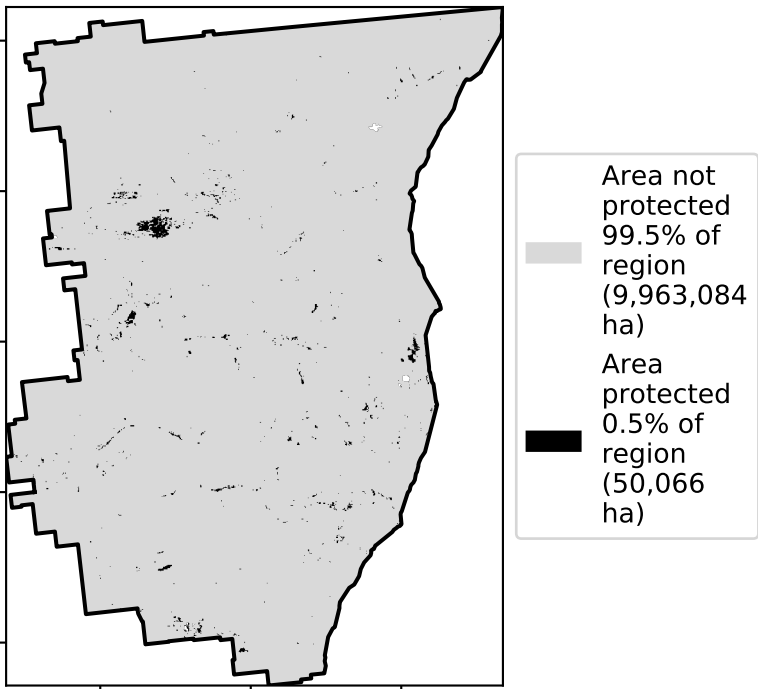 Area not
protected
99.5% of
region
(9,963,084
ha)
Area
protected
0.5% of
region
(50,066
ha)